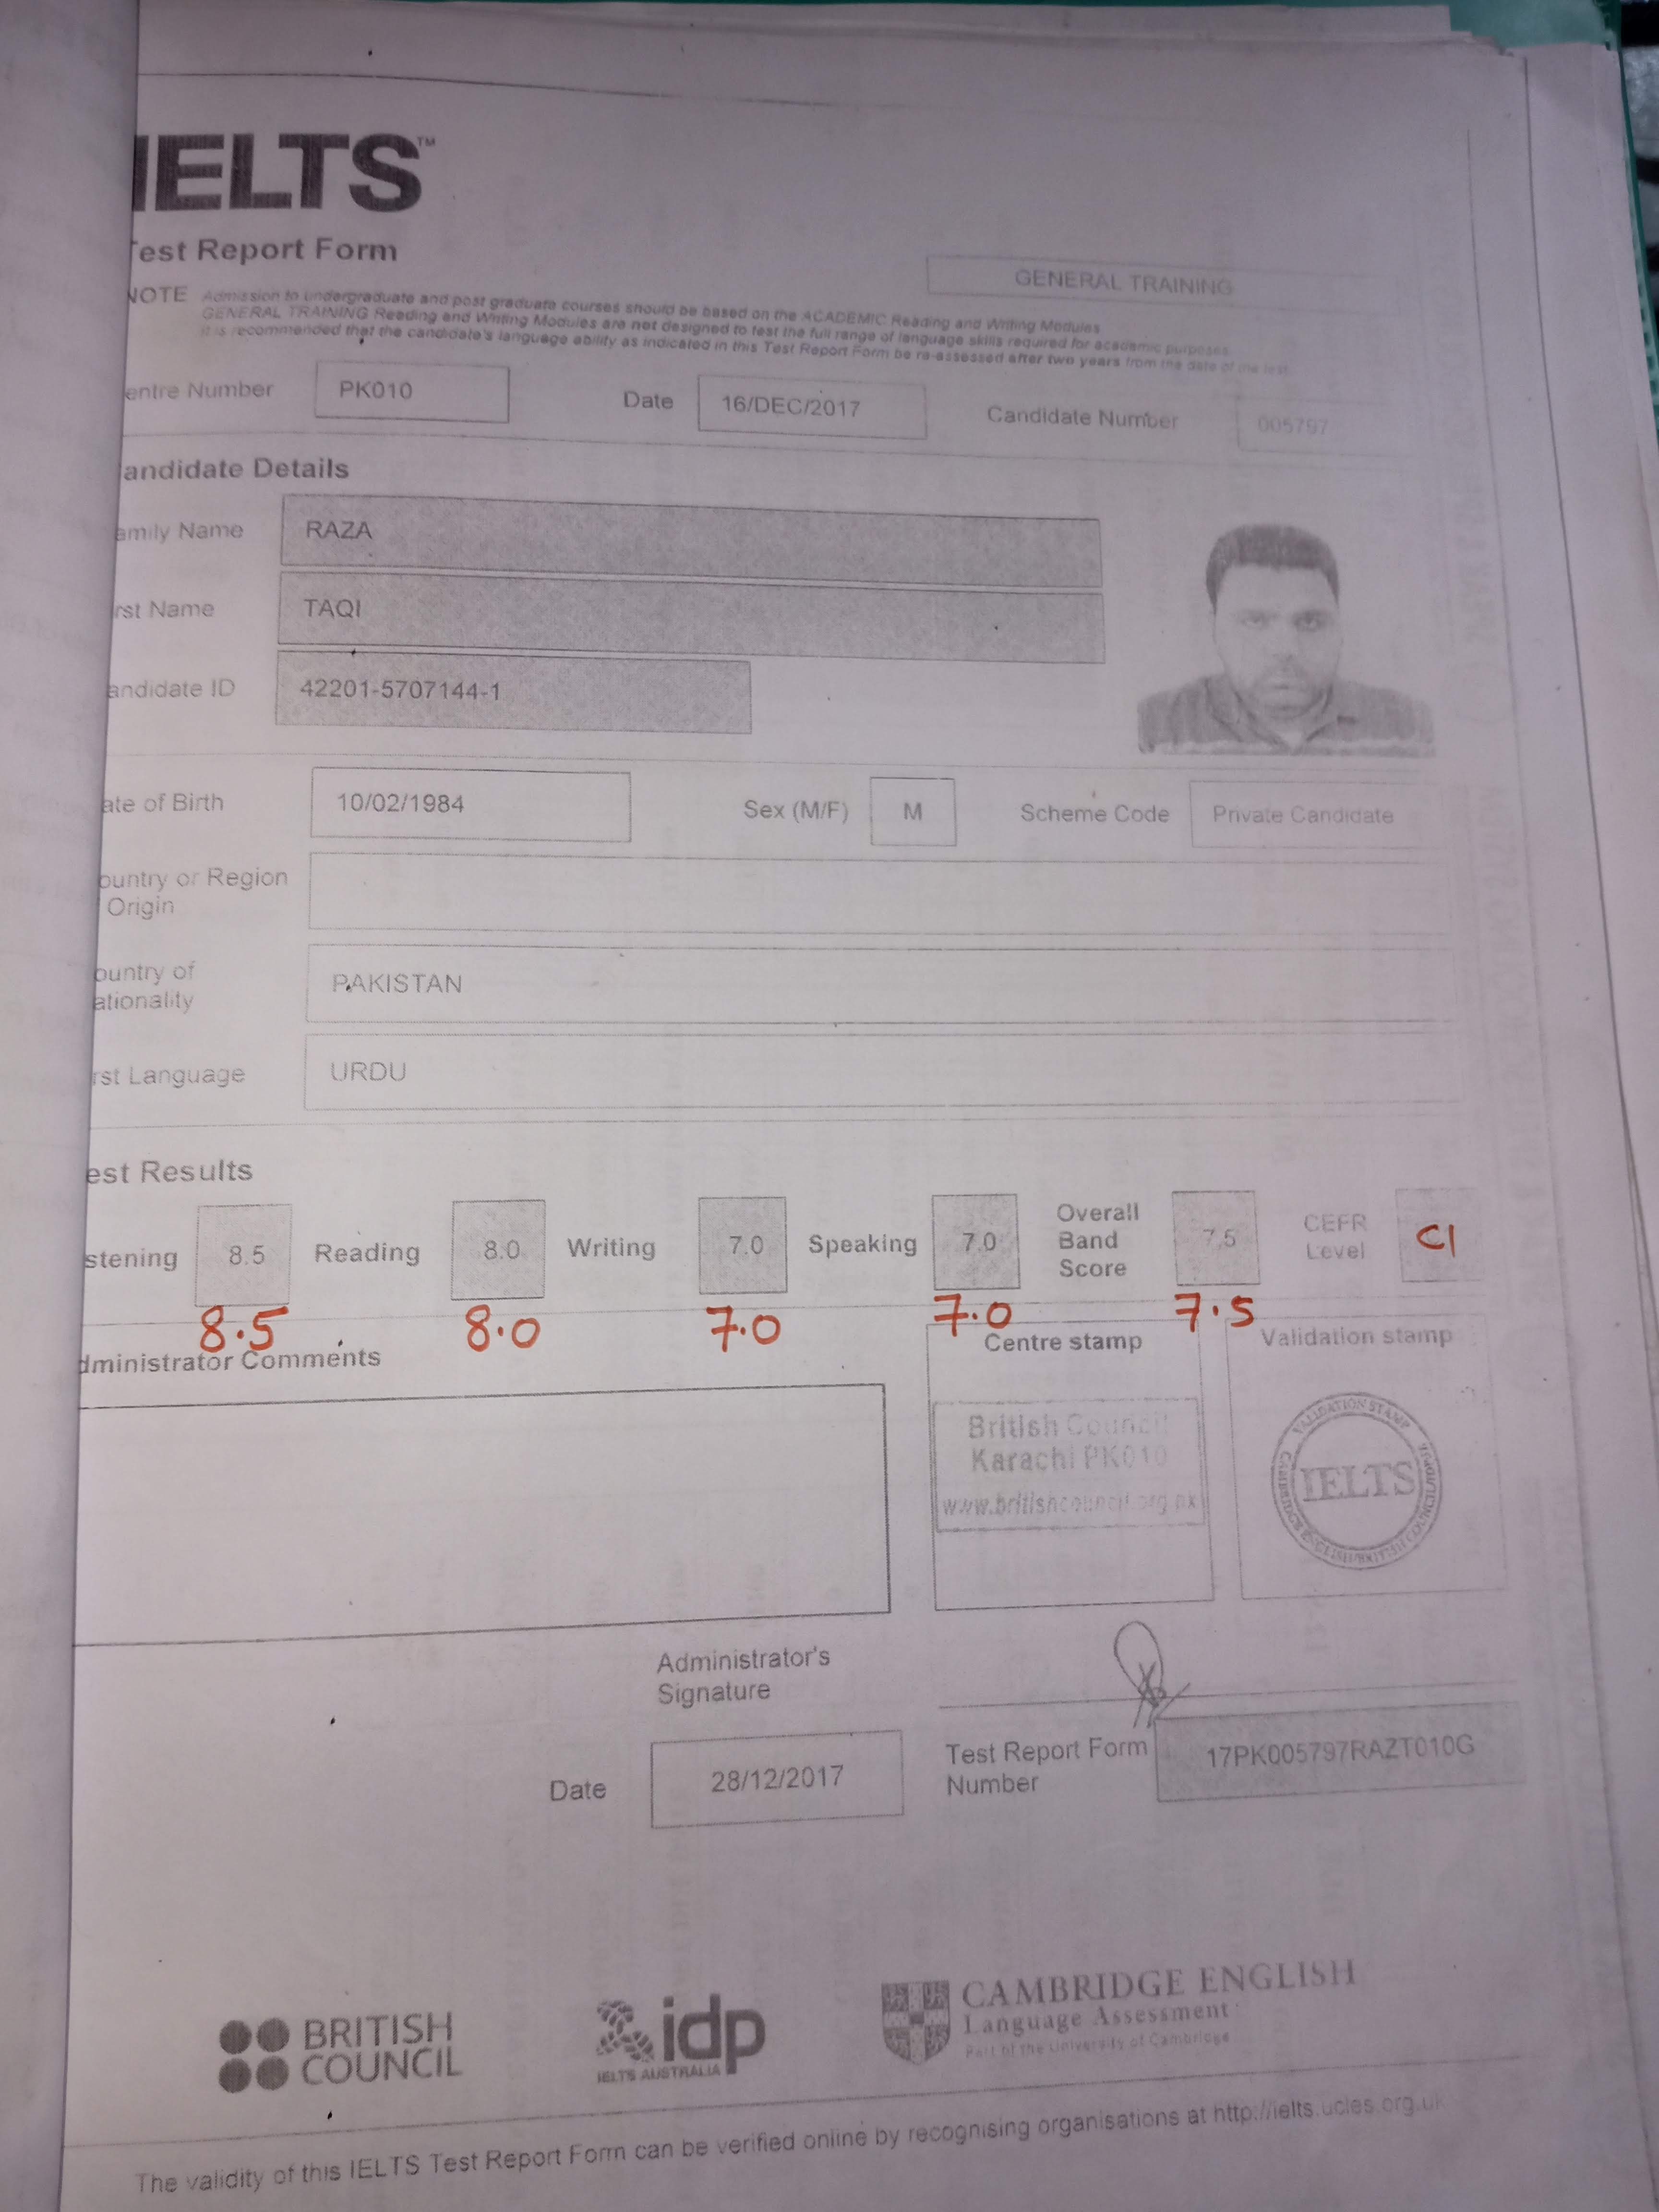 IELTS™
Test Report Form
GENERAL TRAINING
NOTE Admission to undergraduate and post graduate courses should be based on the ACADEMIC Reading and Writing Modules
GENERAL TRAINING Reading and Writing Modules are not designed to test the full range of language skills required for academic purposes
It is recommended that the candidate's language ability as indicated in this Test Report Form be re-assessed after two years from the date of the test
entre Number PK010 Date 16/DEC/2017 Candidate Number 005797
andidate Details
amily Name RAZA
rst Name TAQI
andidate ID 42201-5707144-1
ate of Birth 10/02/1984 Sex (M/F) M Scheme Code Private Candidate
ountry or Region
Origin
ountry of
ationality
PAKISTAN
rst Language URDU
est Results
stening 8.5 Reading 8.0 Writing 7.0 Speaking 7.0 Overall Band Score 7.5 CEFR Level C1
8.5 8.0 7.0 7.0 7.5
dministrator Comments
Centre stamp
Validation stamp
British Council
Karachi PK010
www.britishcouncil.org.pk
VALIDATION STAMP
IELTS
Administrator's
Signature
Date 28/12/2017
Test Report Form
Number
17PK005797RAZT010G
BRITISH
COUNCIL
idp
IELTS AUSTRALIA
CAMBRIDGE ENGLISH
Language Assessment
Part of the University of Cambridge
The validity of this IELTS Test Report Form can be verified online by recognising organisations at http://ielts.ucles.org.uk